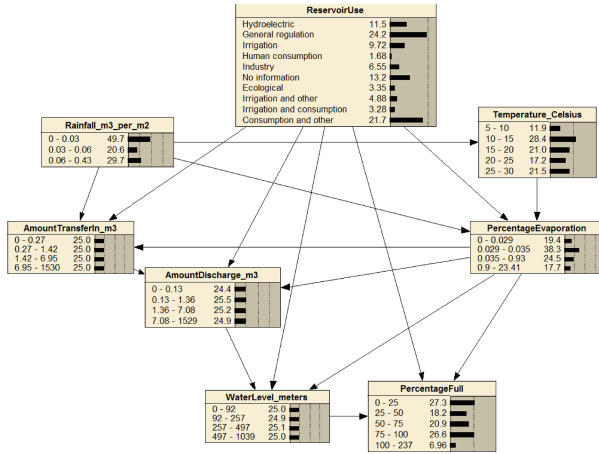 ReservoirUse
Hydroelectric 11.5
General regulation 24.2
Irrigation 9.72
Human consumption 1.68
Industry 6.55
No information 13.2
Ecological 3.35
Irrigation and other 4.88
Irrigation and consumption 3.28
Consumption and other 21.7
Rainfall_m3_per_m2
0 - 0.03 49.7
0.03 - 0.06 20.6
0.06 - 0.43 29.7
Temperature_Celsius
5 - 10 11.9
10 - 15 28.4
15 - 20 21.0
20 - 25 17.2
25 - 30 21.5
AmountTransferIn_m3
0 - 0.27 25.0
0.27 - 1.42 25.0
1.42 - 6.95 25.0
6.95 - 1530 25.0
PercentageEvaporation
0 - 0.029 19.4
0.029 - 0.035 38.3
0.035 - 0.93 24.5
0.9 - 23.41 17.7
AmountDischarge_m3
0 - 0.13 24.4
0.13 - 1.36 25.5
1.36 - 7.08 25.2
7.08 - 1529 24.9
WaterLevel_meters
0 - 92 25.0
92 - 257 24.9
257 - 497 25.1
497 - 1039 25.0
PercentageFull
0 - 25 27.3
25 - 50 18.2
50 - 75 20.9
75 - 100 26.6
100 - 237 6.96